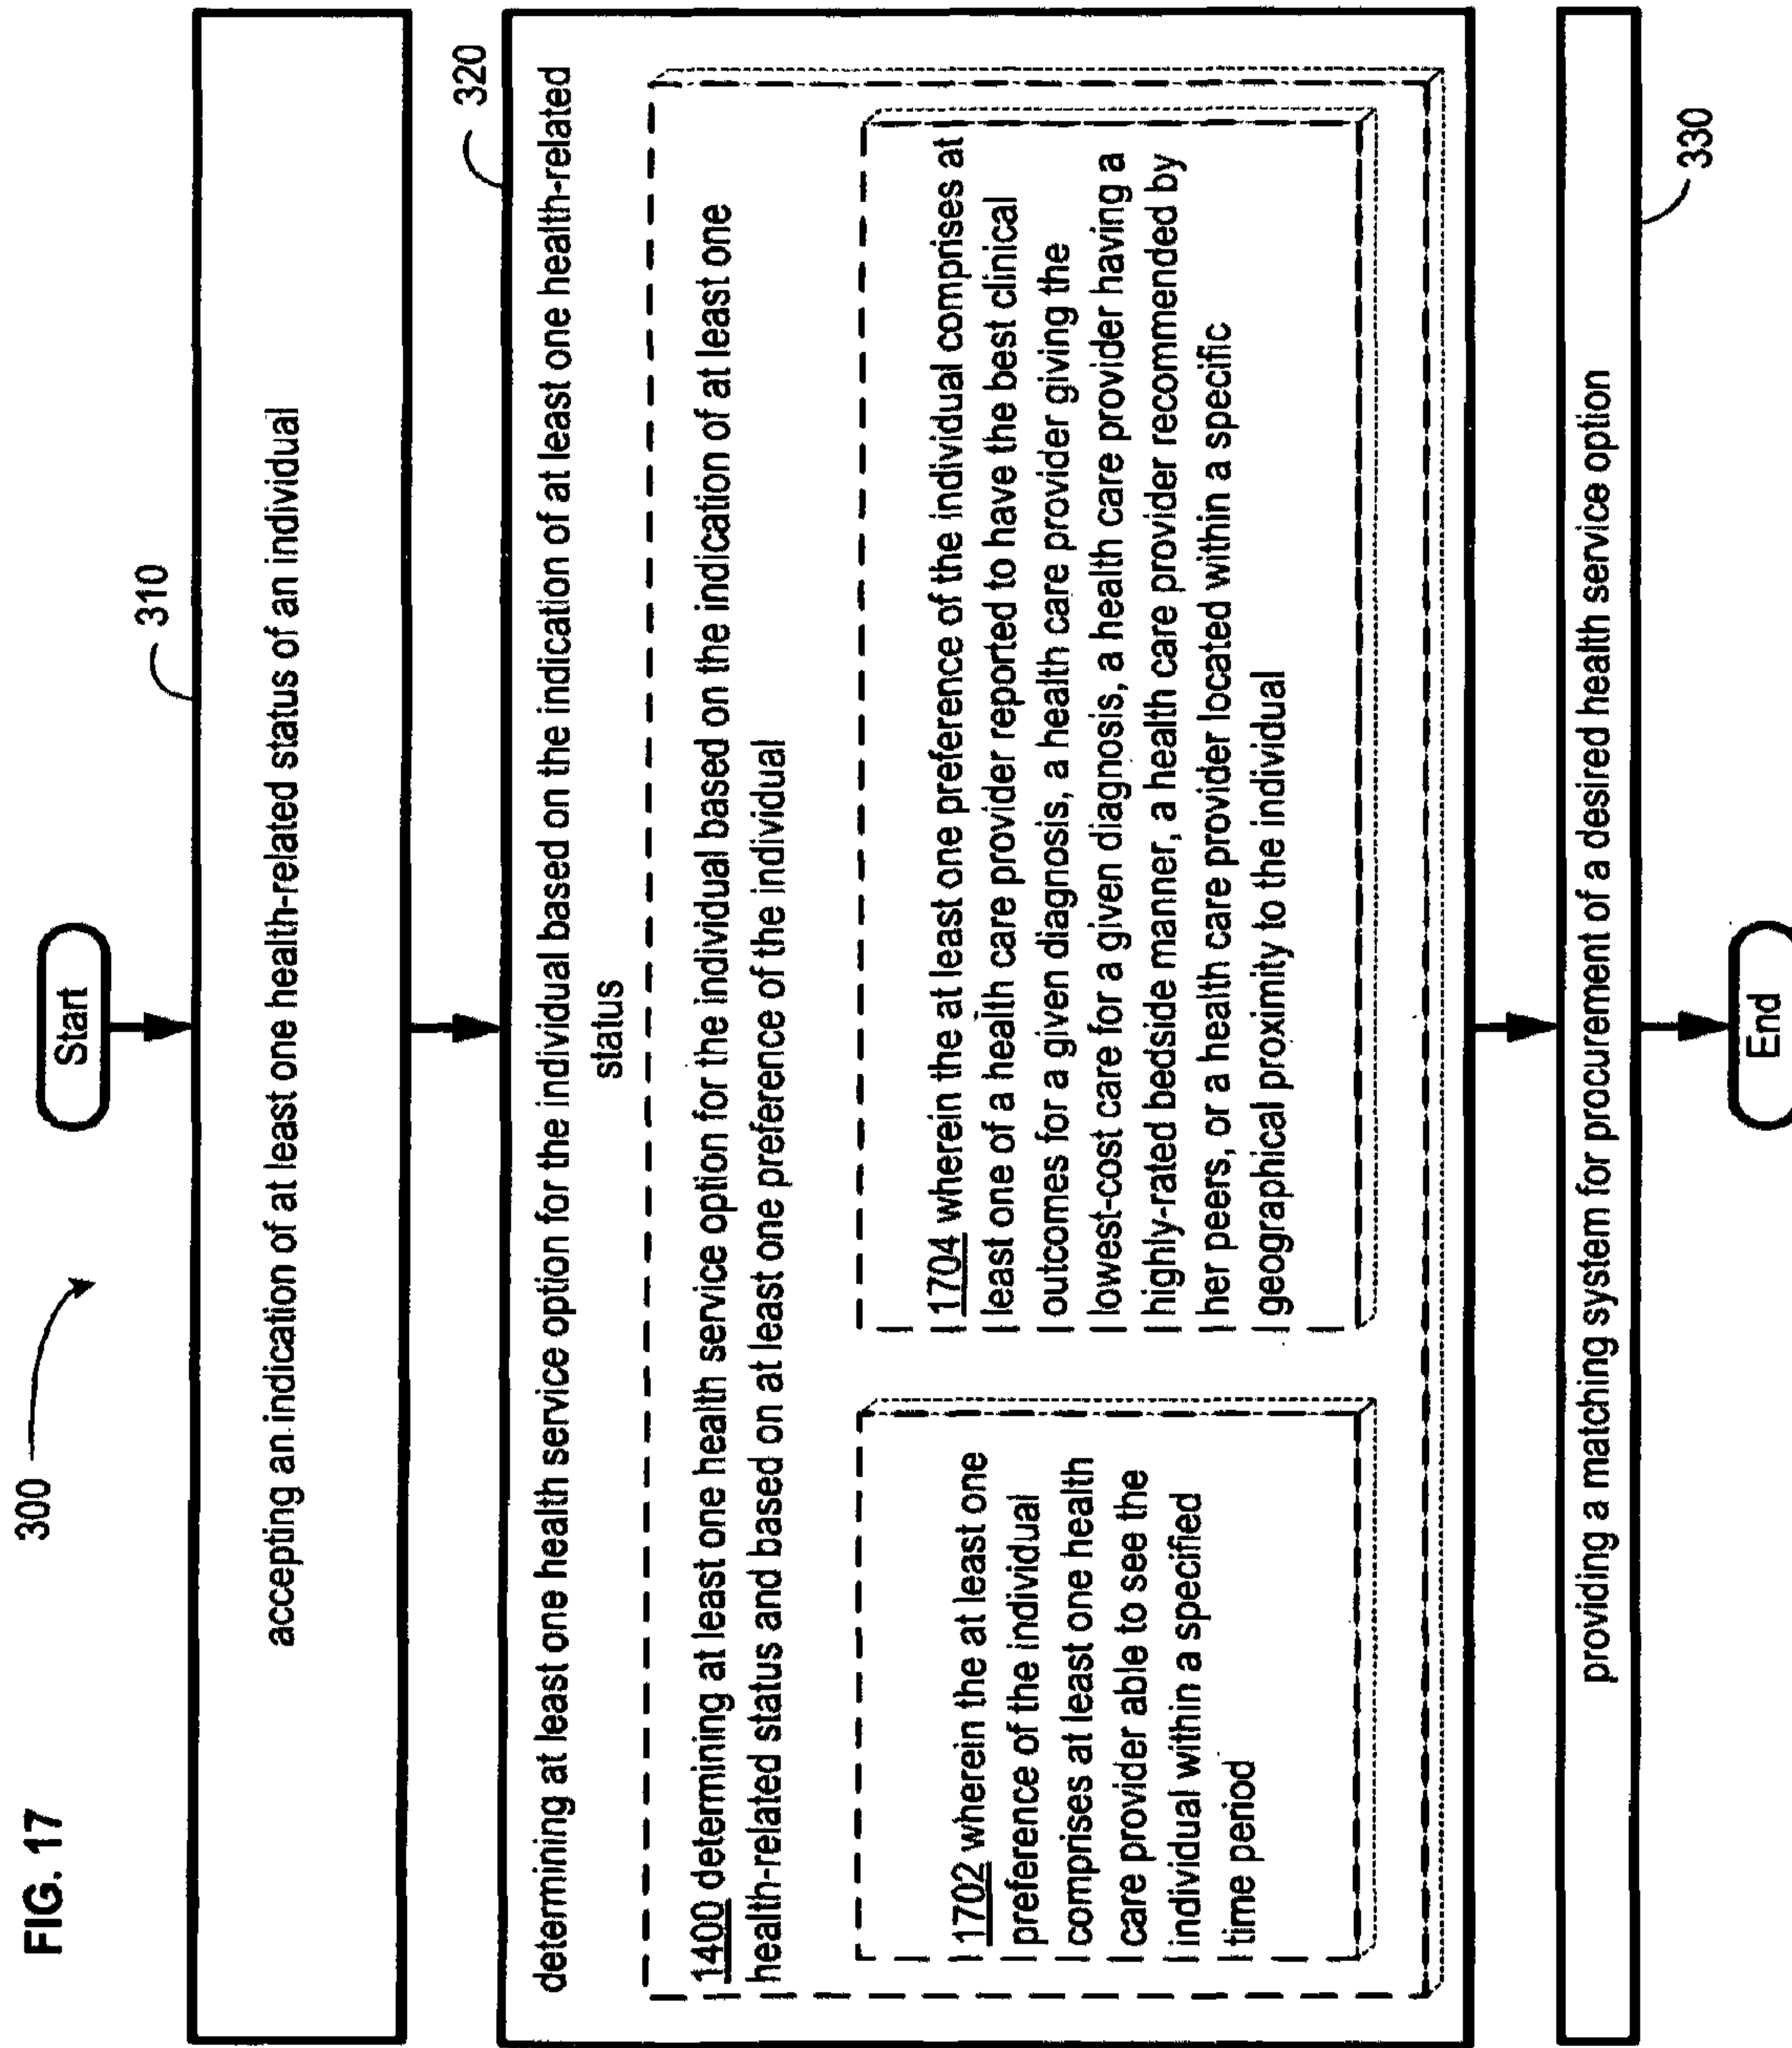 FIG. 17
300
Start
310
accepting an indication of at least one health-related status of an individual
320
determining at least one health service option for the individual based on the indication of at least one health-related
status
1400 determining at least one health service option for the individual based on the indication of at least one
health-related status and based on at least one preference of the individual
1702 wherein the at least one
preference of the individual
comprises at least one health
care provider able to see the
individual within a specified
time period
1704 wherein the at least one preference of the individual comprises at
least one of a health care provider reported to have the best clinical
outcomes for a given diagnosis, a health care provider giving the
lowest-cost care for a given diagnosis, a health care provider having a
highly-rated bedside manner, a health care provider recommended by
her peers, or a health care provider located within a specific
geographical proximity to the individual
providing a matching system for procurement of a desired health service option
330
End